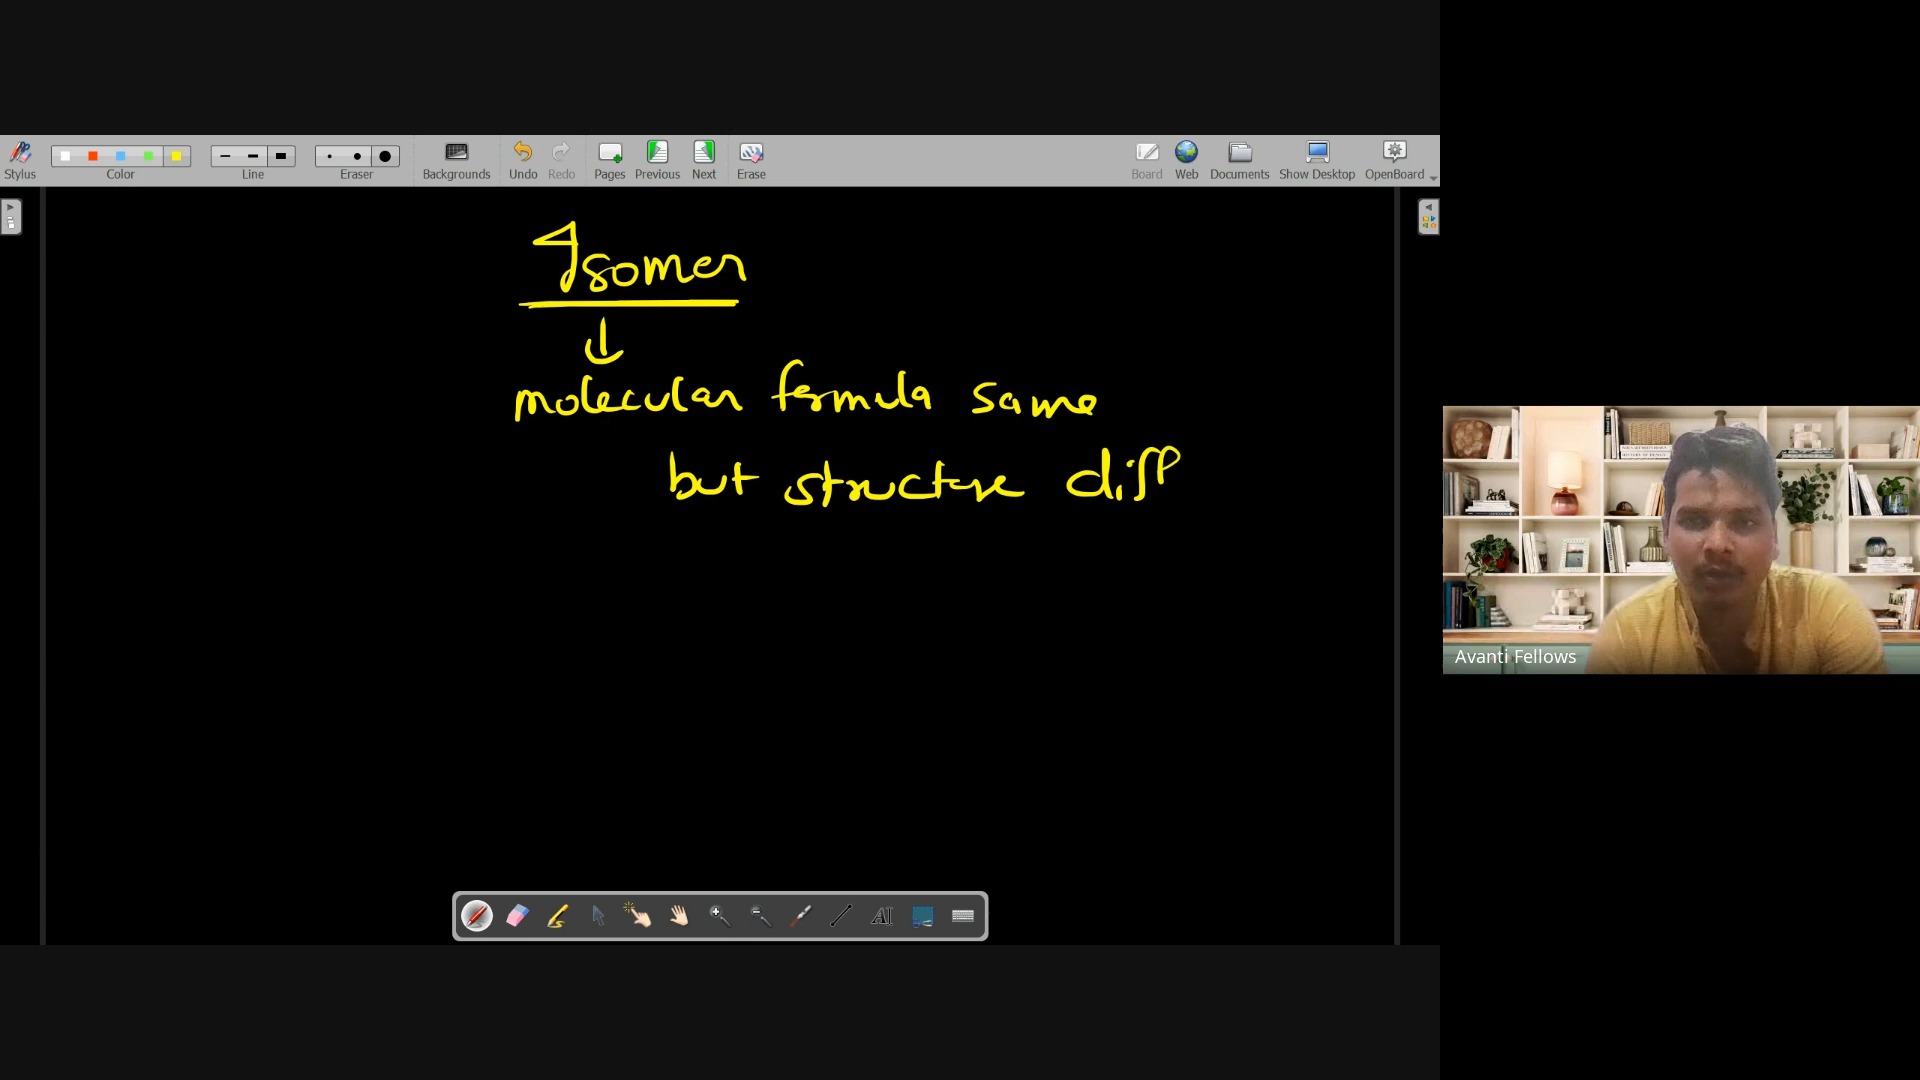 Stylus
Color
Line
Eraser
Backgrounds
Undo
Redo
Pages
Previous
Next
Erase
Board
Web
Documents
Show Desktop
OpenBoard
Isomer
↓
molecular formula same
but structure diff
Avanti Fellows